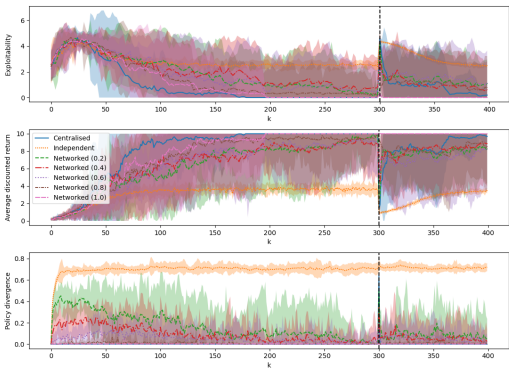 Exploitability
6
4
2
0
0 50 100 150 200 250 300 350 400
k
Average discounted return
10
8
6
4
2
0
Centralised
Independent
Networked (0.2)
Networked (0.4)
Networked (0.6)
Networked (0.8)
Networked (1.0)
0 50 100 150 200 250 300 350 400
k
Policy divergence
0.8
0.6
0.4
0.2
0.0
0 50 100 150 200 250 300 350 400
k